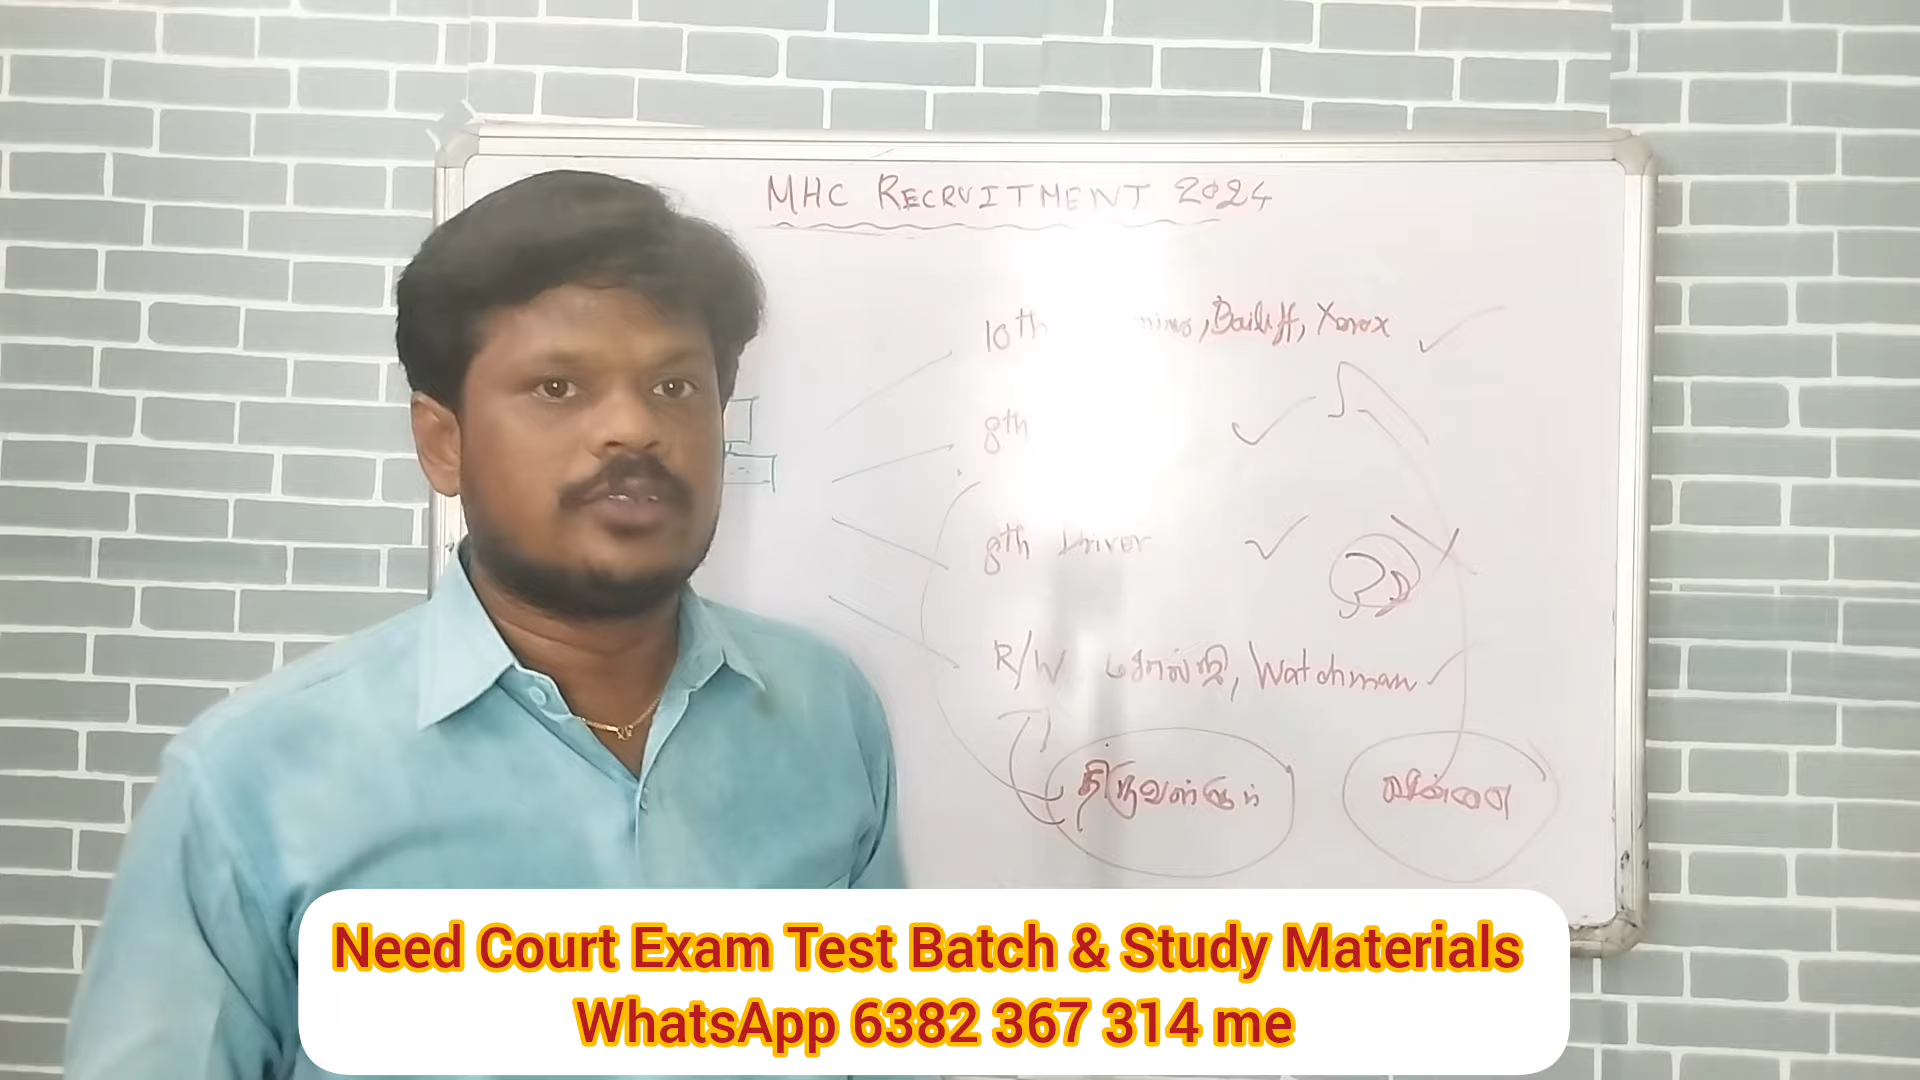 MHC RECRUITMENT 2024
10th , Bailiff, Xerox
8th
8th Driver
R/W , Watchman
திருவள்ளூர்
சென்னை
Need Court Exam Test Batch & Study Materials
WhatsApp 6382 367 314 me